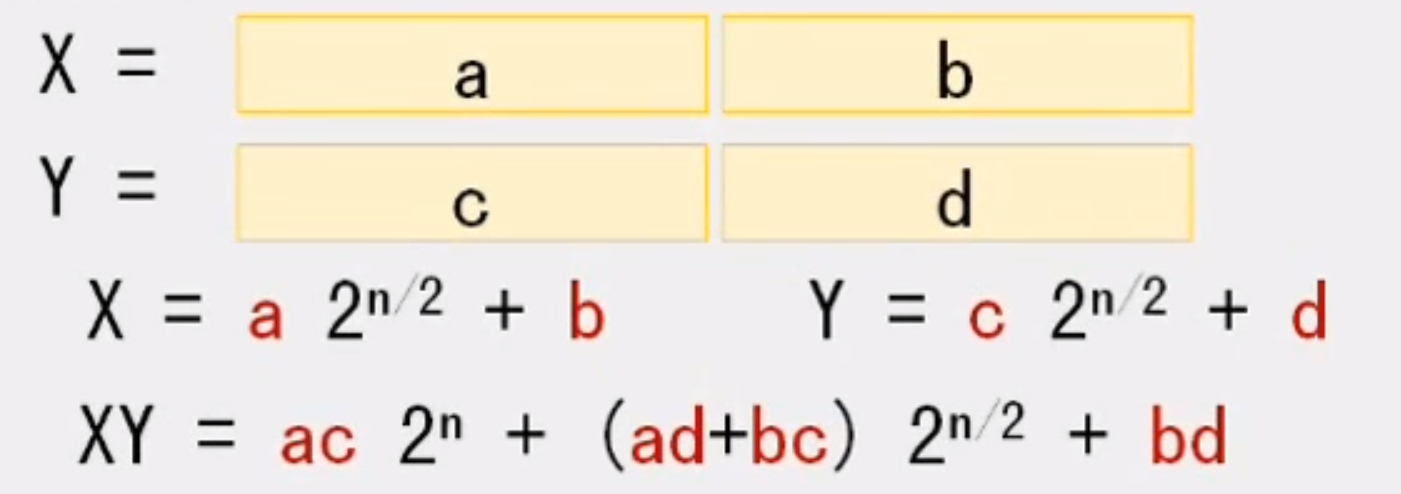 X = a b
Y = c d
X = a 2^{n/2} + b Y = c 2^{n/2} + d
XY = ac 2^n + (ad+bc) 2^{n/2} + bd